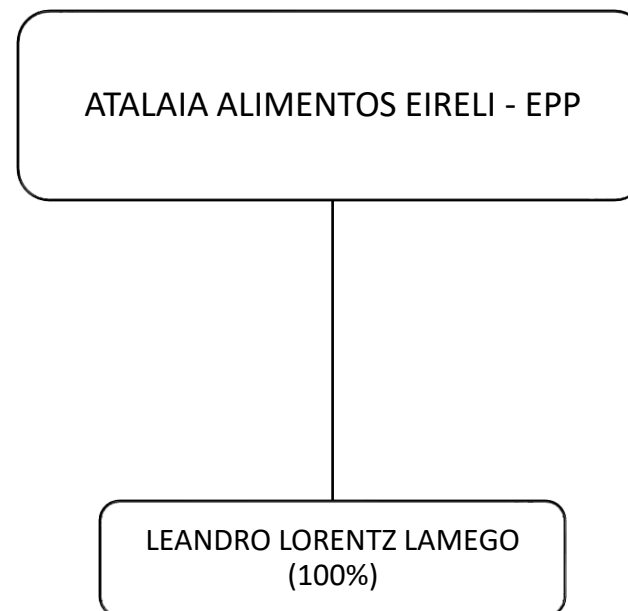 ATALAIA ALIMENTOS EIRELI - EPP
LEANDRO LORENTZ LAMEGO
(100%)